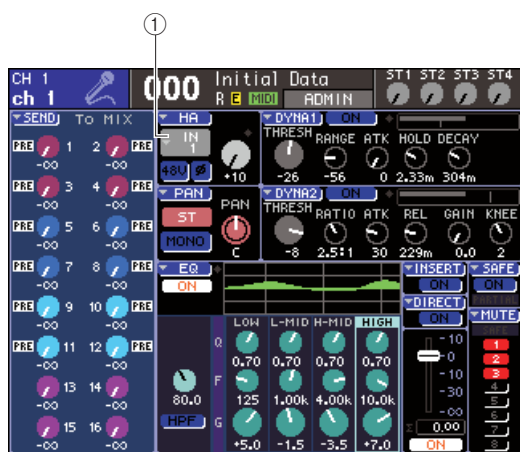 ①
CH 1
ch 1
000
Initial Data
R E MIDI ADMIN
ST1 ST2 ST3 ST4
SEND To MIX
PRE 1 2 PRE
-∞ -∞
PRE 3 4 PRE
-∞ -∞
PRE 5 6 PRE
-∞ -∞
PRE 7 8 PRE
-∞ -∞
PRE 9 10 PRE
-∞ -∞
PRE 11 12 PRE
-∞ -∞
13 14
-∞ -∞
15 16
-∞ -∞
HA
IN
1
48V Ø
+10
PAN
ST
MONO
PAN
C
DYNA1 ON
THRESH RANGE ATK HOLD DECAY
-26 -56 0 2.33m 304m
DYNA2 ON
THRESH RATIO ATK REL GAIN KNEE
-8 2.5:1 30 229m 0.0 2
EQ
ON
LOW L-MID H-MID HIGH
Q 0.70 0.70 0.70 0.70
80.0 F 125 1.00k 4.00k 10.0k
HPF G +5.0 -1.5 -3.5 +7.0
INSERT
ON
DIRECT
ON
10
0
-10
-30
-∞
Σ 0.00
ON
SAFE
ON
PARTIAL
MUTE
SAFE
1
2
3
4
5
6
7
8